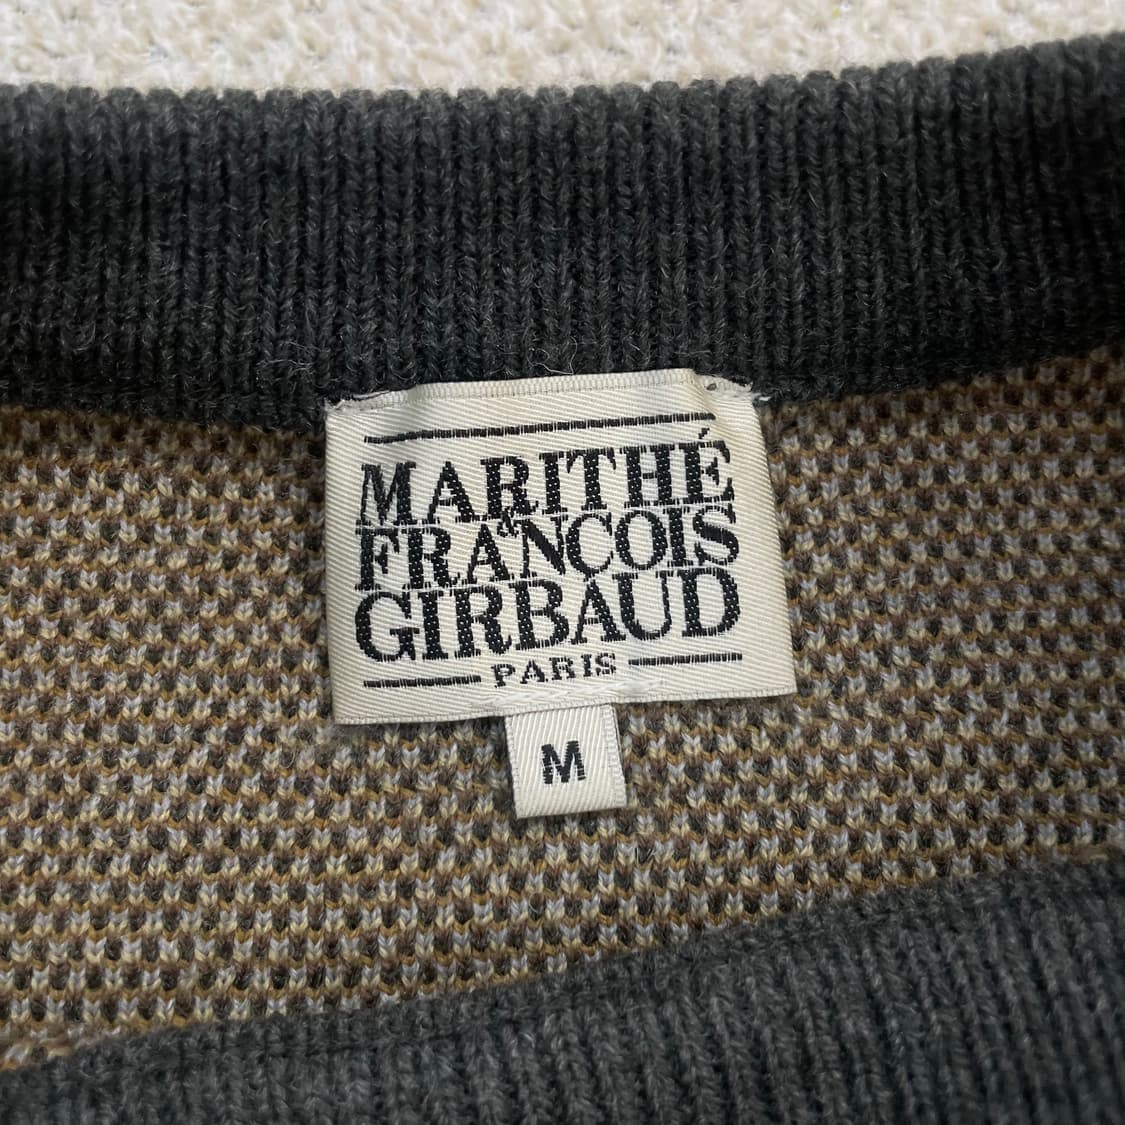 MARITHÉ
&
FRANÇOIS
GIRBAUD
PARIS
M